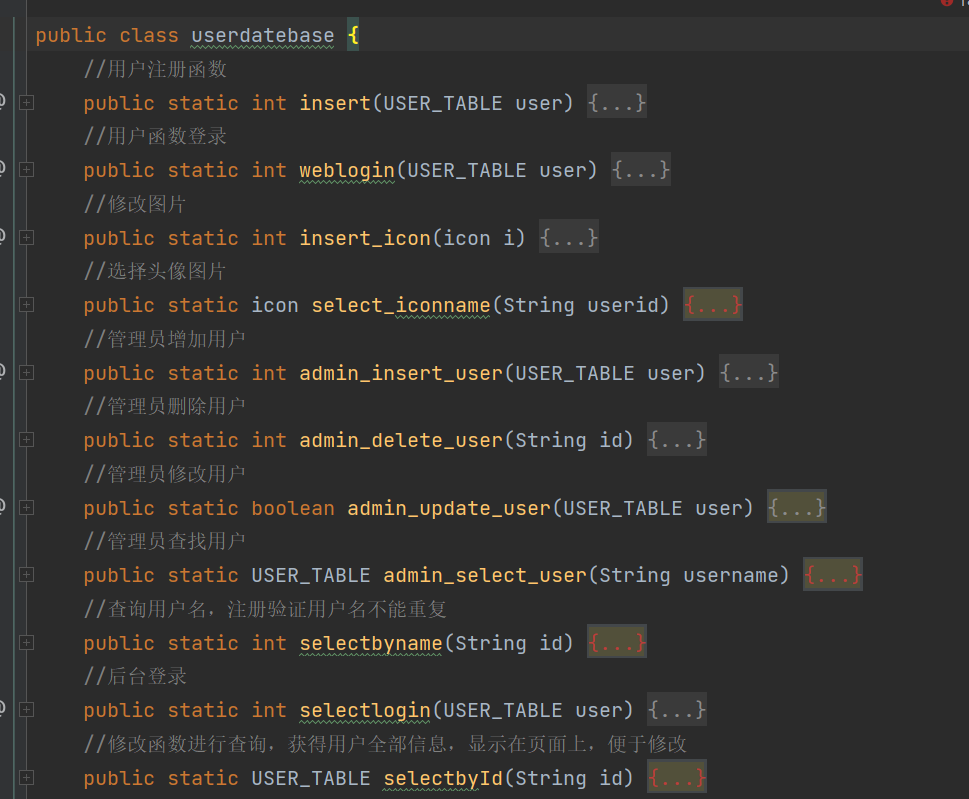 public class userdatebase {
//用户注册函数
public static int insert(USER_TABLE user) {...}
//用户函数登录
public static int weblogin(USER_TABLE user) {...}
//修改图片
public static int insert_icon(icon i) {...}
//选择头像图片
public static icon select_iconname(String userid) {...}
//管理员增加用户
public static int admin_insert_user(USER_TABLE user) {...}
//管理员删除用户
public static int admin_delete_user(String id) {...}
//管理员修改用户
public static boolean admin_update_user(USER_TABLE user) {...}
//管理员查找用户
public static USER_TABLE admin_select_user(String username) {...}
//查询用户名，注册验证用户名不能重复
public static int selectbyname(String id) {...}
//后台登录
public static int selectlogin(USER_TABLE user) {...}
//修改函数进行查询，获得用户全部信息，显示在页面上，便于修改
public static USER_TABLE selectbyId(String id) {...}